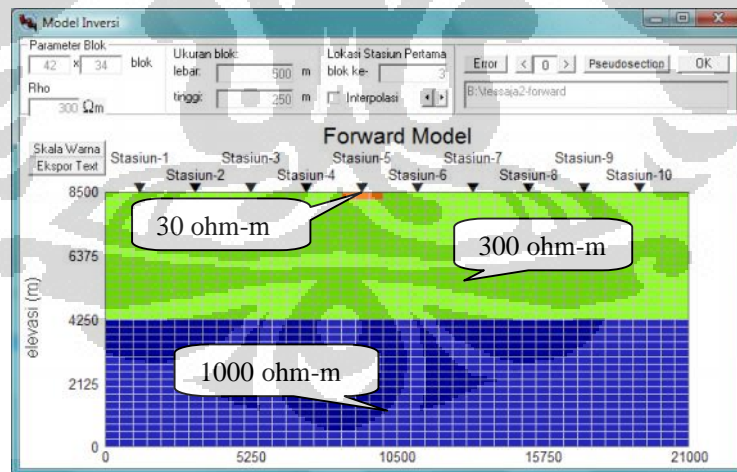 Model Inversi
Parameter Blok
42 x 34 blok
Rho
300 Ωm
Ukuran blok:
lebar: 500 m
tinggi: 250 m
Lokasi Stasiun Pertama
blok ke- 3
Interpolasi
Error < 0 > Pseudosection OK
Skala Warna
Ekspor Text
Forward Model
Stasiun-1 Stasiun-3 Stasiun-5 Stasiun-7 Stasiun-9
Stasiun-2 Stasiun-4 Stasiun-6 Stasiun-8 Stasiun-10
8500
30 ohm-m
300 ohm-m
6375
elevasi (m)
4250
1000 ohm-m
2125
0
0 5250 10500 15750 21000